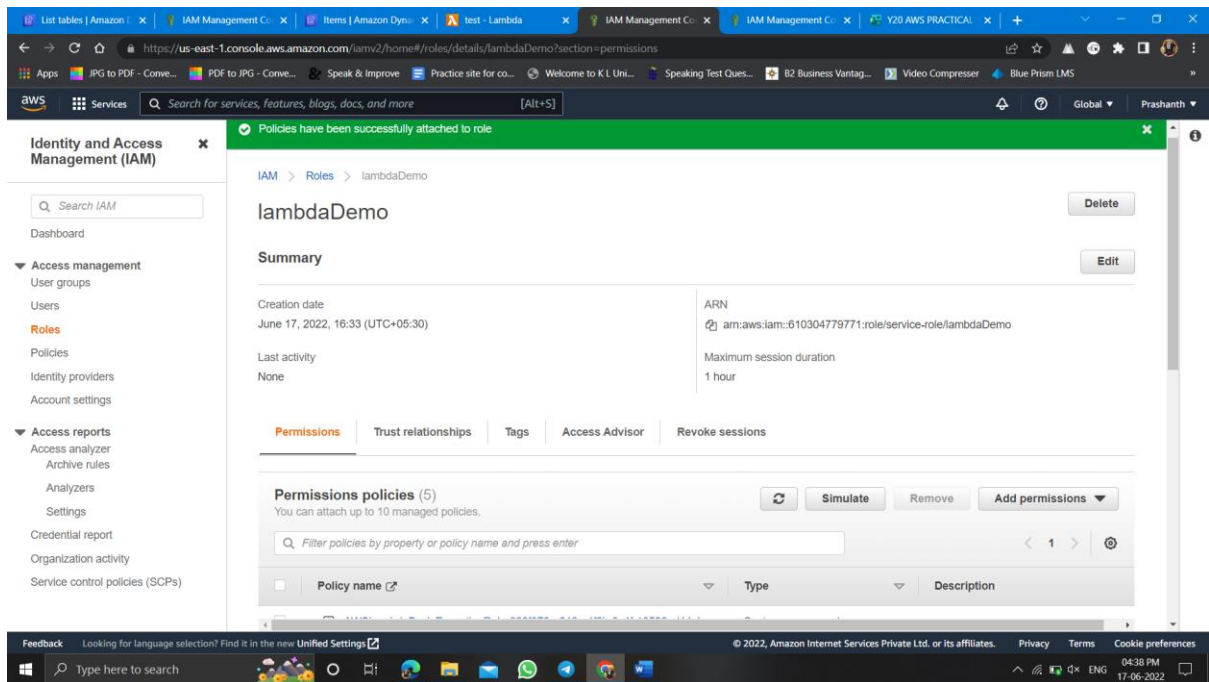 List tables | Amazon D
IAM Management Co
Items | Amazon Dyna
test - Lambda
IAM Management Co
IAM Management Co
Y20 AWS PRACTICAL
https://us-east-1.console.aws.amazon.com/iamv2/home#/roles/details/lambdaDemo?section=permissions
Apps JPG to PDF - Conve... PDF to JPG - Conve... Speak & Improve Practice site for co... Welcome to K L Uni... Speaking Test Ques... B2 Business Vantag... Video Compresser Blue Prism LMS »
aws Services Search for services, features, blogs, docs, and more [Alt+S] Global Prashanth
Policies have been successfully attached to role
Identity and Access
Management (IAM)
Search IAM
Dashboard
Access management
User groups
Users
Roles
Policies
Identity providers
Account settings
Access reports
Access analyzer
Archive rules
Analyzers
Settings
Credential report
Organization activity
Service control policies (SCPs)
IAM > Roles > lambdaDemo
lambdaDemo
Delete
Summary
Edit
Creation date
June 17, 2022, 16:33 (UTC+05:30)
ARN
arn:aws:iam::610304779771:role/service-role/lambdaDemo
Last activity
None
Maximum session duration
1 hour
Permissions Trust relationships Tags Access Advisor Revoke sessions
Permissions policies (5)
You can attach up to 10 managed policies.
Simulate Remove Add permissions
Filter policies by property or policy name and press enter
< 1 >
Policy name Type Description
Feedback Looking for language selection? Find it in the new Unified Settings © 2022, Amazon Internet Services Private Ltd. or its affiliates. Privacy Terms Cookie preferences
Type here to search
ENG
04:38 PM
17-06-2022